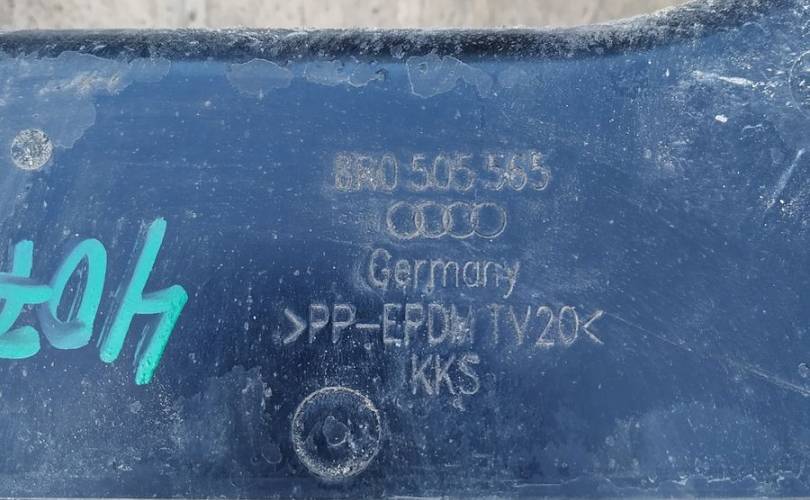 8R0 505 565
Germany
>PP-EPDM TV20<
KKS